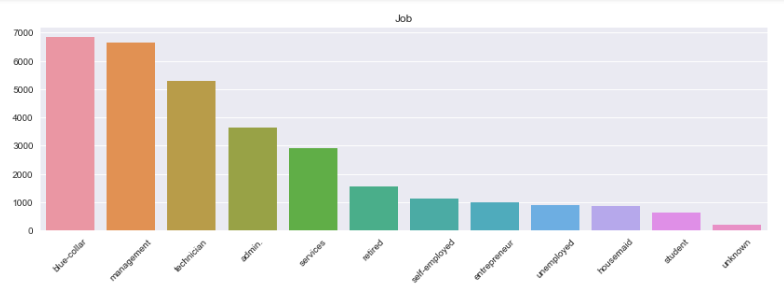 Job
7000
6000
5000
4000
3000
2000
1000
0
blue-collar
management
technician
admin.
services
retired
self-employed
entrepreneur
unemployed
housemaid
student
unknown